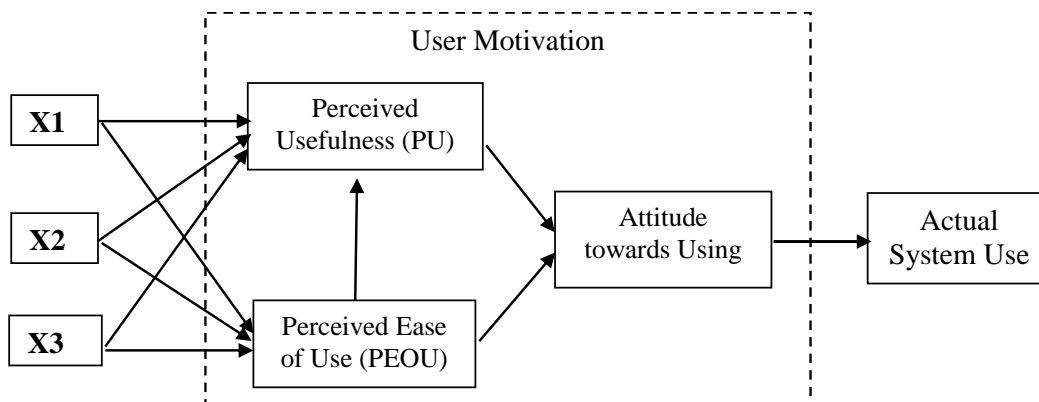 User Motivation
X1
Perceived
Usefulness (PU)
X2
Attitude
towards Using
Actual
System Use
X3
Perceived Ease
of Use (PEOU)